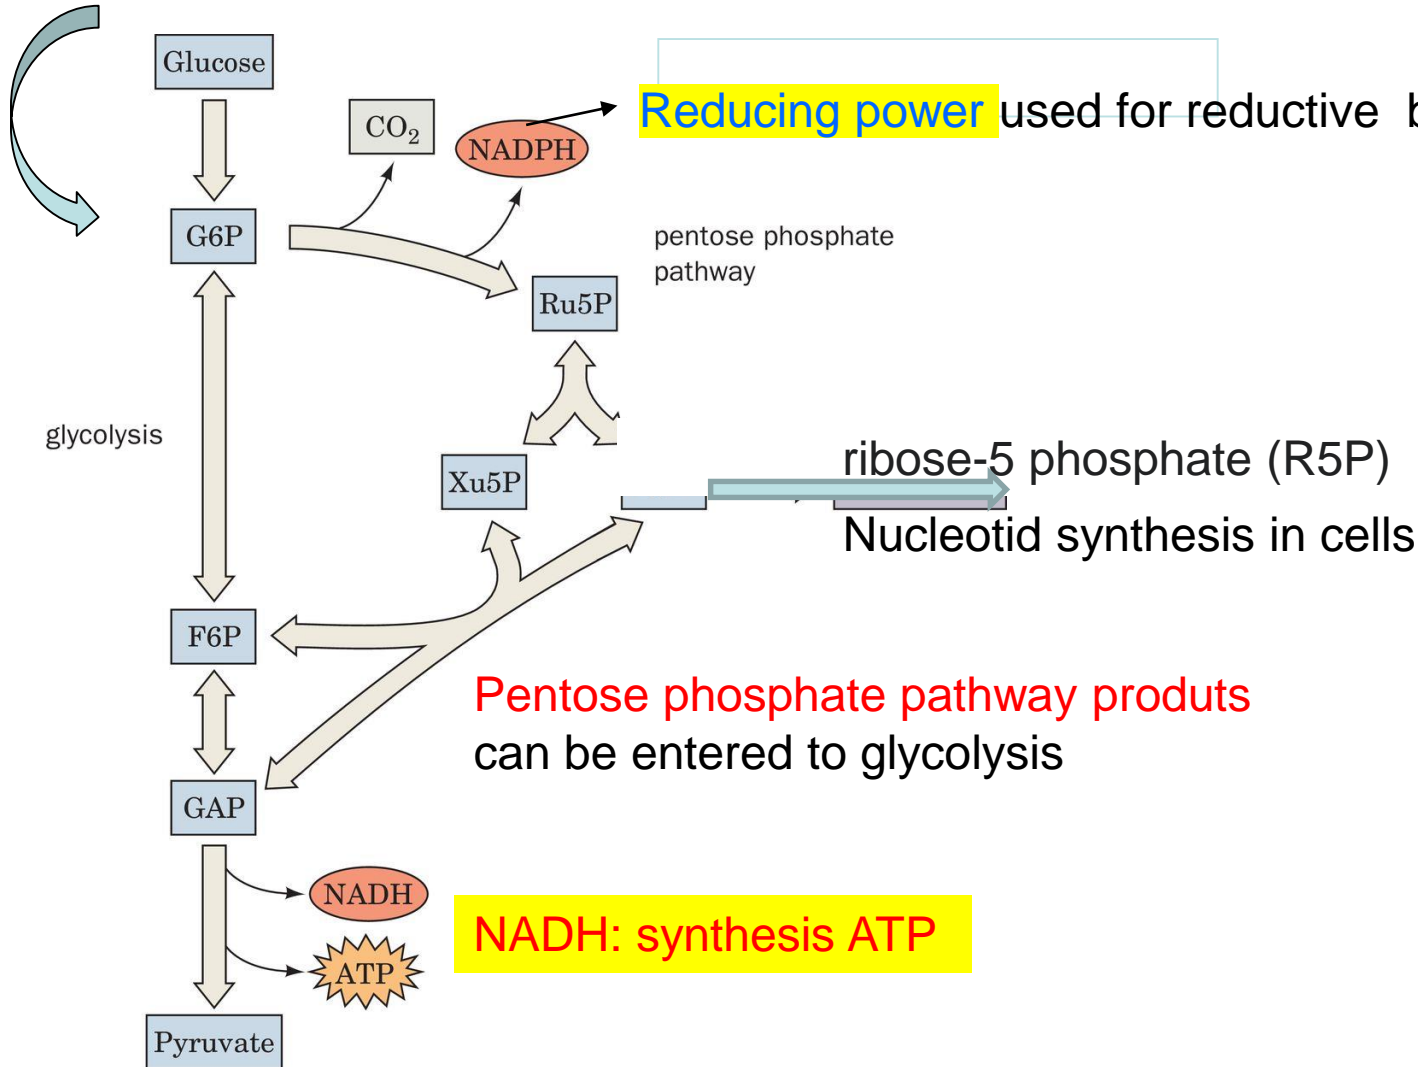 Glucose
CO₂
NADPH
Reducing power used for reductive
G6P
pentose phosphate
pathway
Ru5P
glycolysis
Xu5P
ribose-5 phosphate (R5P)
Nucleotid synthesis in cells
F6P
Pentose phosphate pathway produts
can be entered to glycolysis
GAP
NADH
NADH: synthesis ATP
ATP
Pyruvate